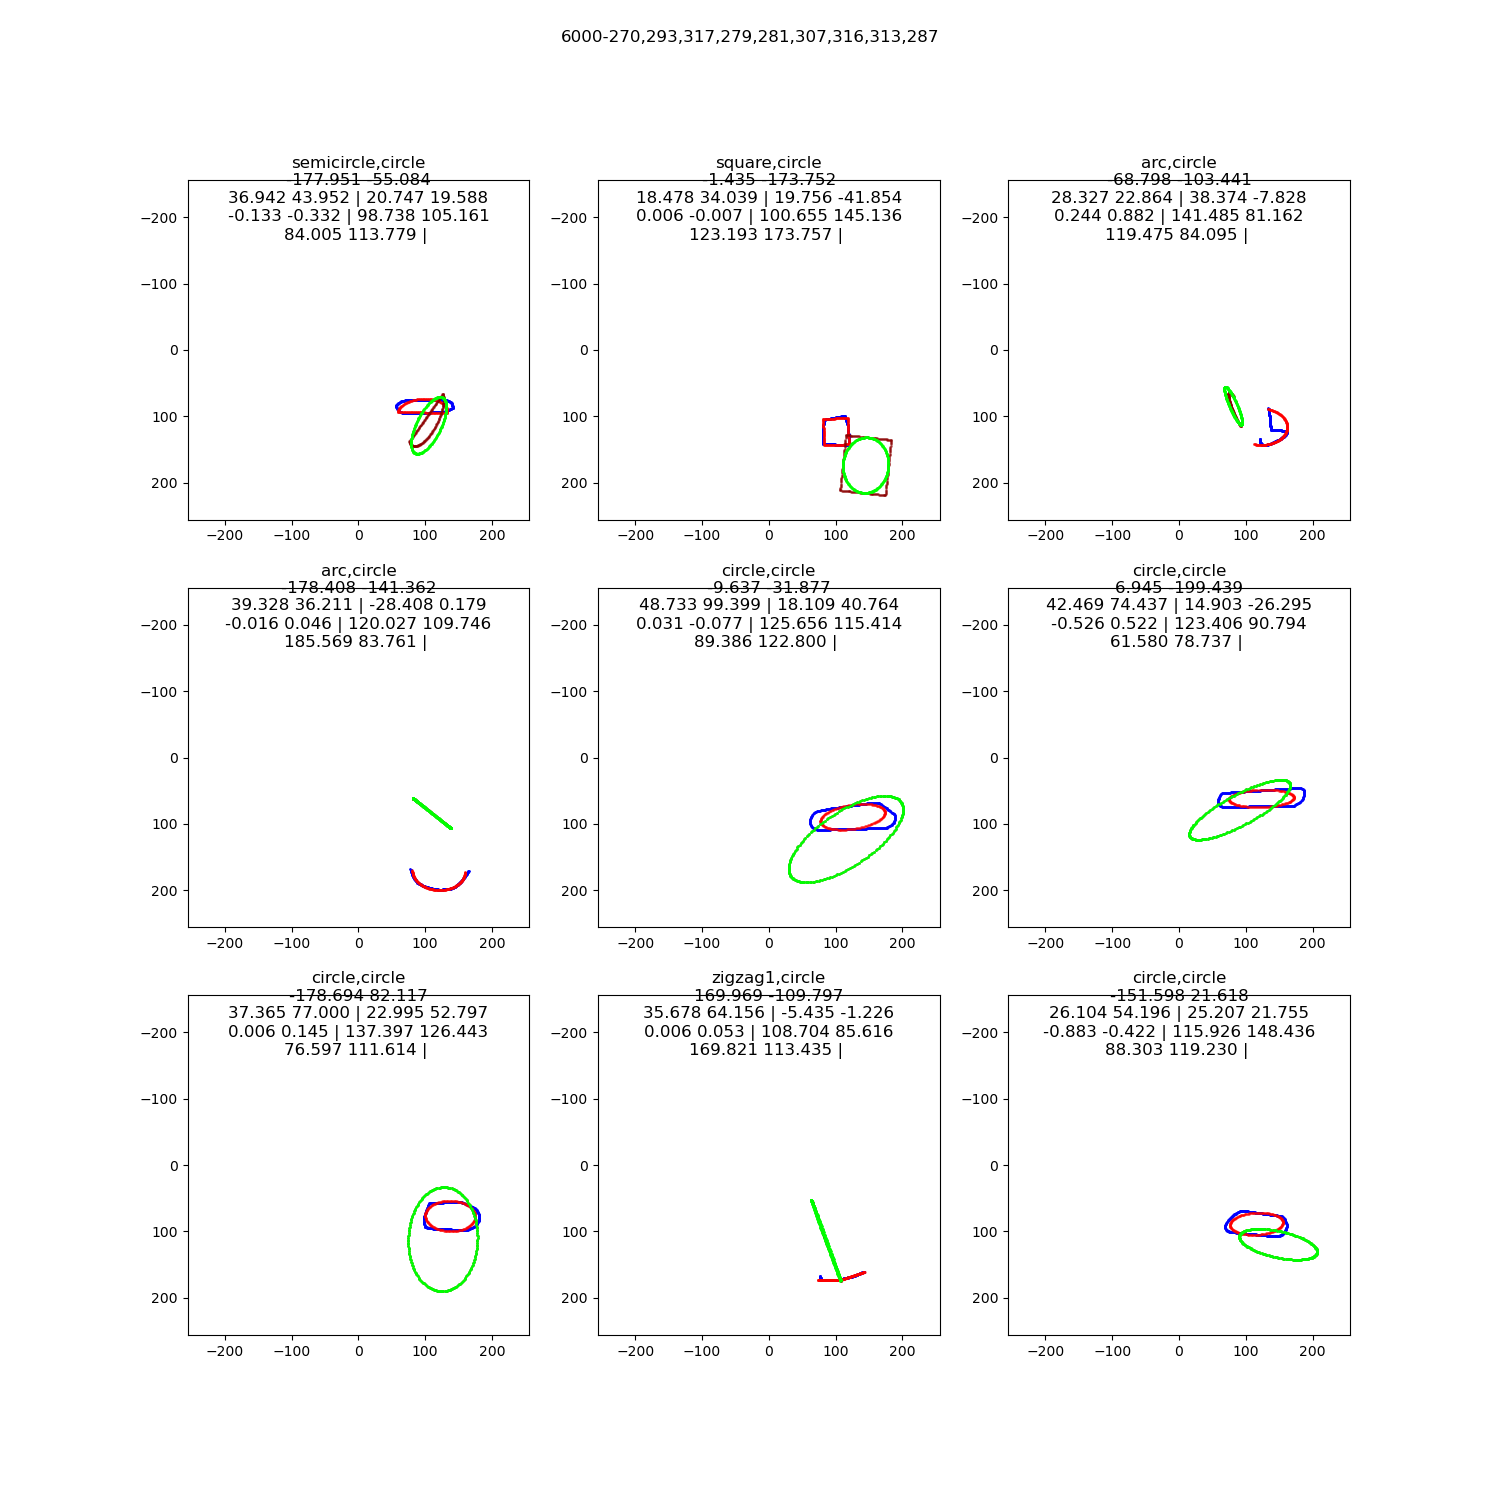 6000-270,293,317,279,281,307,316,313,287
semicircle,circle
-177.951 -55.084
36.942 43.952 | 20.747 19.588
-0.133 -0.332 | 98.738 105.161
84.005 113.779 |
−200
−100
0
100
200
−200 −100 0 100 200
square,circle
-1.435 -173.752
18.478 34.039 | 19.756 -41.854
0.006 -0.007 | 100.655 145.136
123.193 173.757 |
−200
−100
0
100
200
−200 −100 0 100 200
arc,circle
-68.798 -103.441
28.327 22.864 | 38.374 -7.828
0.244 0.882 | 141.485 81.162
119.475 84.095 |
−200
−100
0
100
200
−200 −100 0 100 200
arc,circle
-178.408 -141.362
39.328 36.211 | -28.408 0.179
-0.016 0.046 | 120.027 109.746
185.569 83.761 |
−200
−100
0
100
200
−200 −100 0 100 200
circle,circle
-9.637 -31.877
48.733 99.399 | 18.109 40.764
0.031 -0.077 | 125.656 115.414
89.386 122.800 |
−200
−100
0
100
200
−200 −100 0 100 200
circle,circle
6.945 -199.439
42.469 74.437 | 14.903 -26.295
-0.526 0.522 | 123.406 90.794
61.580 78.737 |
−200
−100
0
100
200
−200 −100 0 100 200
circle,circle
-178.694 82.117
37.365 77.000 | 22.995 52.797
0.006 0.145 | 137.397 126.443
76.597 111.614 |
−200
−100
0
100
200
−200 −100 0 100 200
zigzag1,circle
169.969 -109.797
35.678 64.156 | -5.435 -1.226
0.006 0.053 | 108.704 85.616
169.821 113.435 |
−200
−100
0
100
200
−200 −100 0 100 200
circle,circle
-151.598 21.618
26.104 54.196 | 25.207 21.755
-0.883 -0.422 | 115.926 148.436
88.303 119.230 |
−200
−100
0
100
200
−200 −100 0 100 200